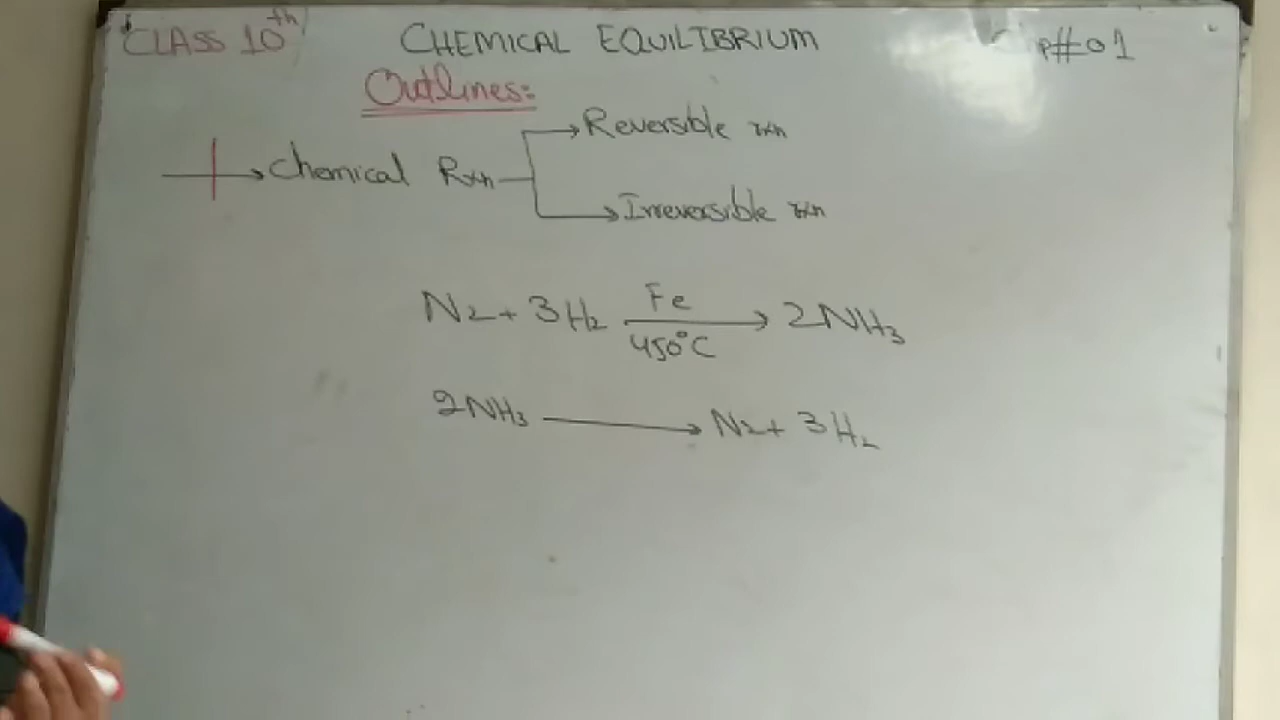 CLASS 10th CHEMICAL EQUILIBRIUM P#01
Outlines:
Chemical Rxn
Reversible rxn
Irreversible rxn
N2 + 3H2 Fe 450°C → 2NH3
2NH3 → N2 + 3H2